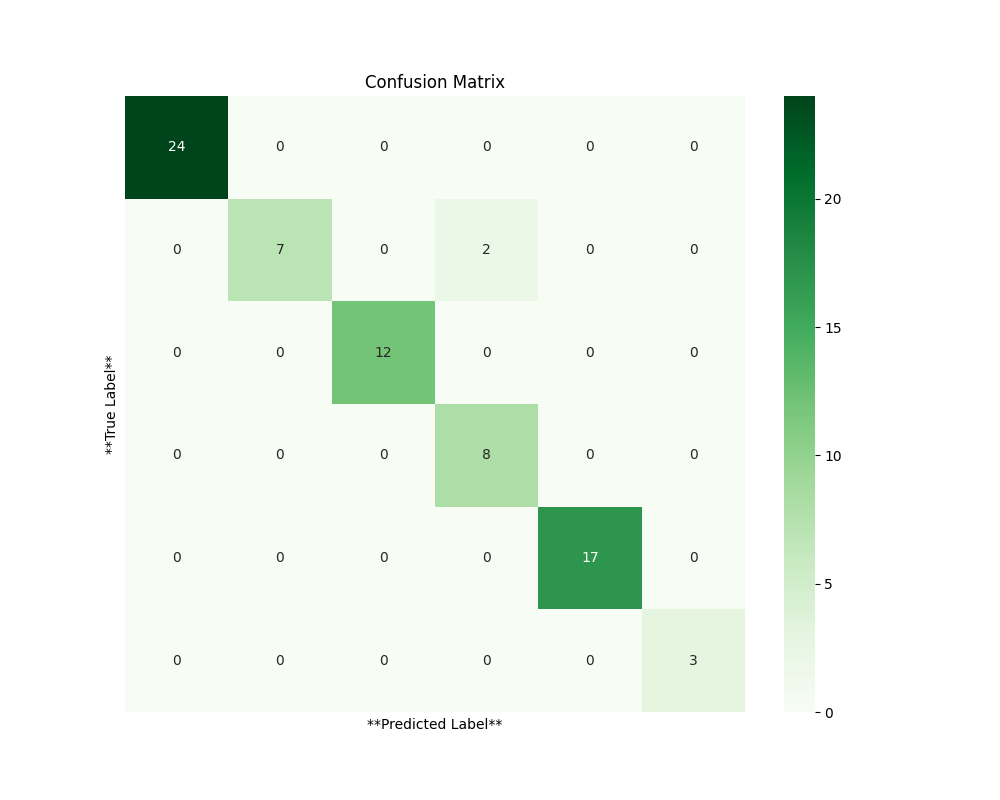 Confusion Matrix
24 0 0 0 0 0
0 7 0 2 0 0
0 0 12 0 0 0
0 0 0 8 0 0
0 0 0 0 17 0
0 0 0 0 0 3
**True Label**
**Predicted Label**
20
15
10
5
0